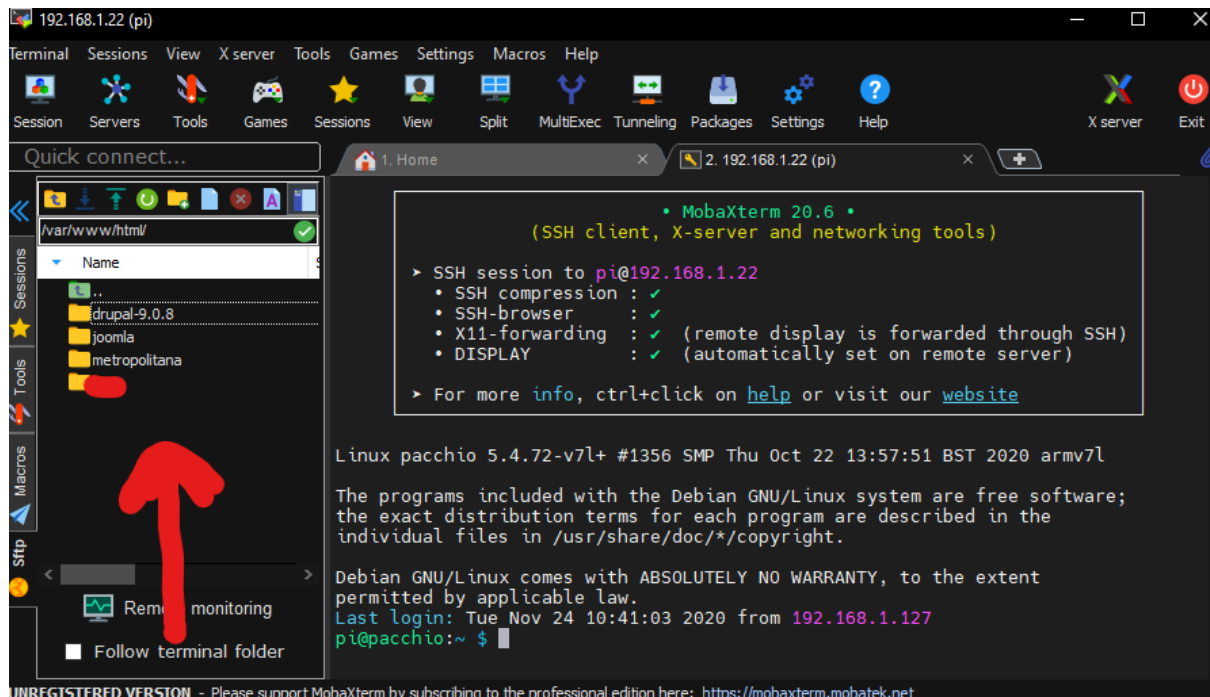 192.168.1.22 (pi)
Terminal Sessions View X server Tools Games Settings Macros Help
Session Servers Tools Games Sessions View Split MultiExec Tunneling Packages Settings Help X server Exit
Quick connect...
1. Home
2. 192.168.1.22 (pi)
/var/www/html/
Name
..
drupal-9.0.8
joomla
metropolitana
Sessions
Tools
Macros
Sftp
Remote monitoring
Follow terminal folder
• MobaXterm 20.6 •
(SSH client, X-server and networking tools)
➤ SSH session to pi@192.168.1.22
• SSH compression : ✔
• SSH-browser : ✔
• X11-forwarding : ✔ (remote display is forwarded through SSH)
• DISPLAY : ✔ (automatically set on remote server)
➤ For more info, ctrl+click on help or visit our website
Linux pacchio 5.4.72-v7l+ #1356 SMP Thu Oct 22 13:57:51 BST 2020 armv7l
The programs included with the Debian GNU/Linux system are free software;
the exact distribution terms for each program are described in the
individual files in /usr/share/doc/*/copyright.
Debian GNU/Linux comes with ABSOLUTELY NO WARRANTY, to the extent
permitted by applicable law.
Last login: Tue Nov 24 10:41:03 2020 from 192.168.1.127
pi@pacchio:~ $
UNREGISTERED VERSION - Please support MobaXterm by subscribing to the professional edition here: https://mobaxterm.mobatek.net